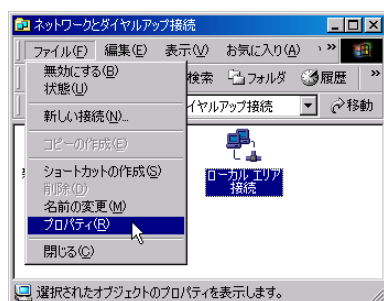 ネットワークとダイヤルアップ接続
ファイル(F) 編集(E) 表示(V) お気に入り(A) »
無効にする(B)
検索 フォルダ 履歴 »
状態(U)
イヤルアップ接続 移動
新しい接続(N)...
コピーの作成(C)
ショートカットの作成(S)
削除(D)
名前の変更(M)
プロパティ(R)
閉じる(C)
ローカル エリア
接続
選択されたオブジェクトのプロパティを表示します。